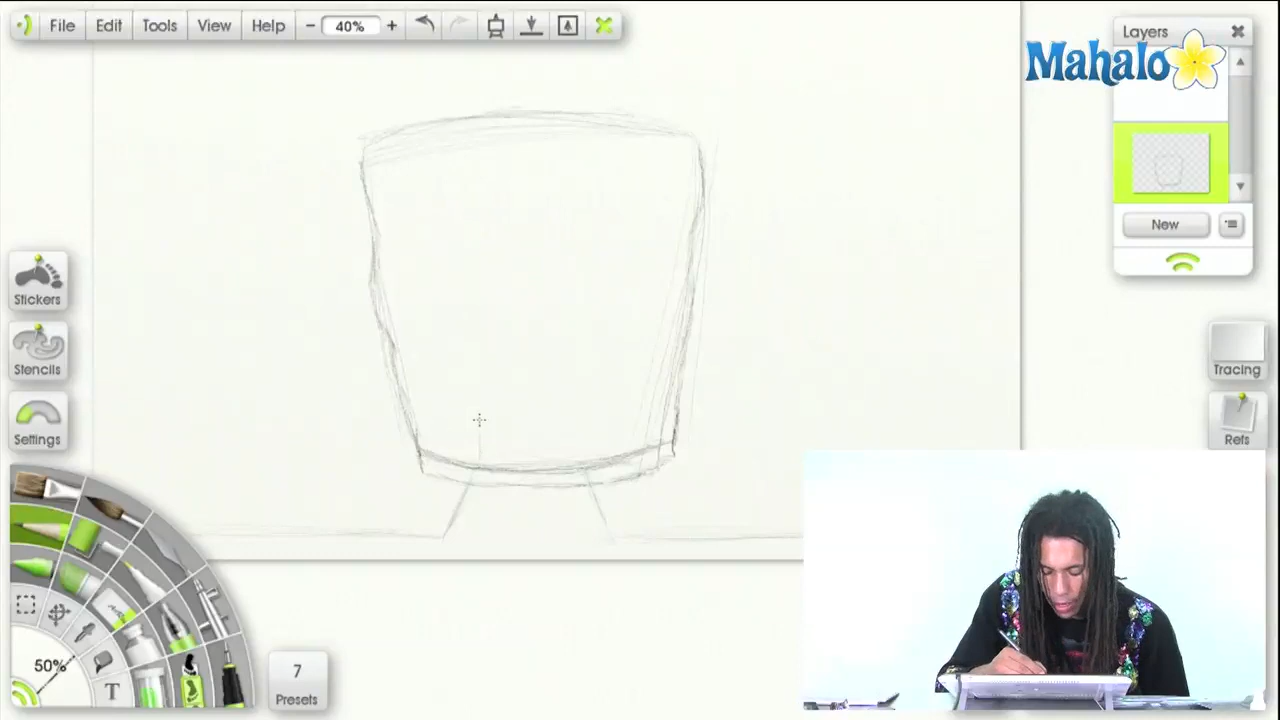 File Edit Tools View Help − 40% +
Layers
Mahalo
New
Stickers
Stencils
Settings
Tracing
Refs
50%
T
7
Presets